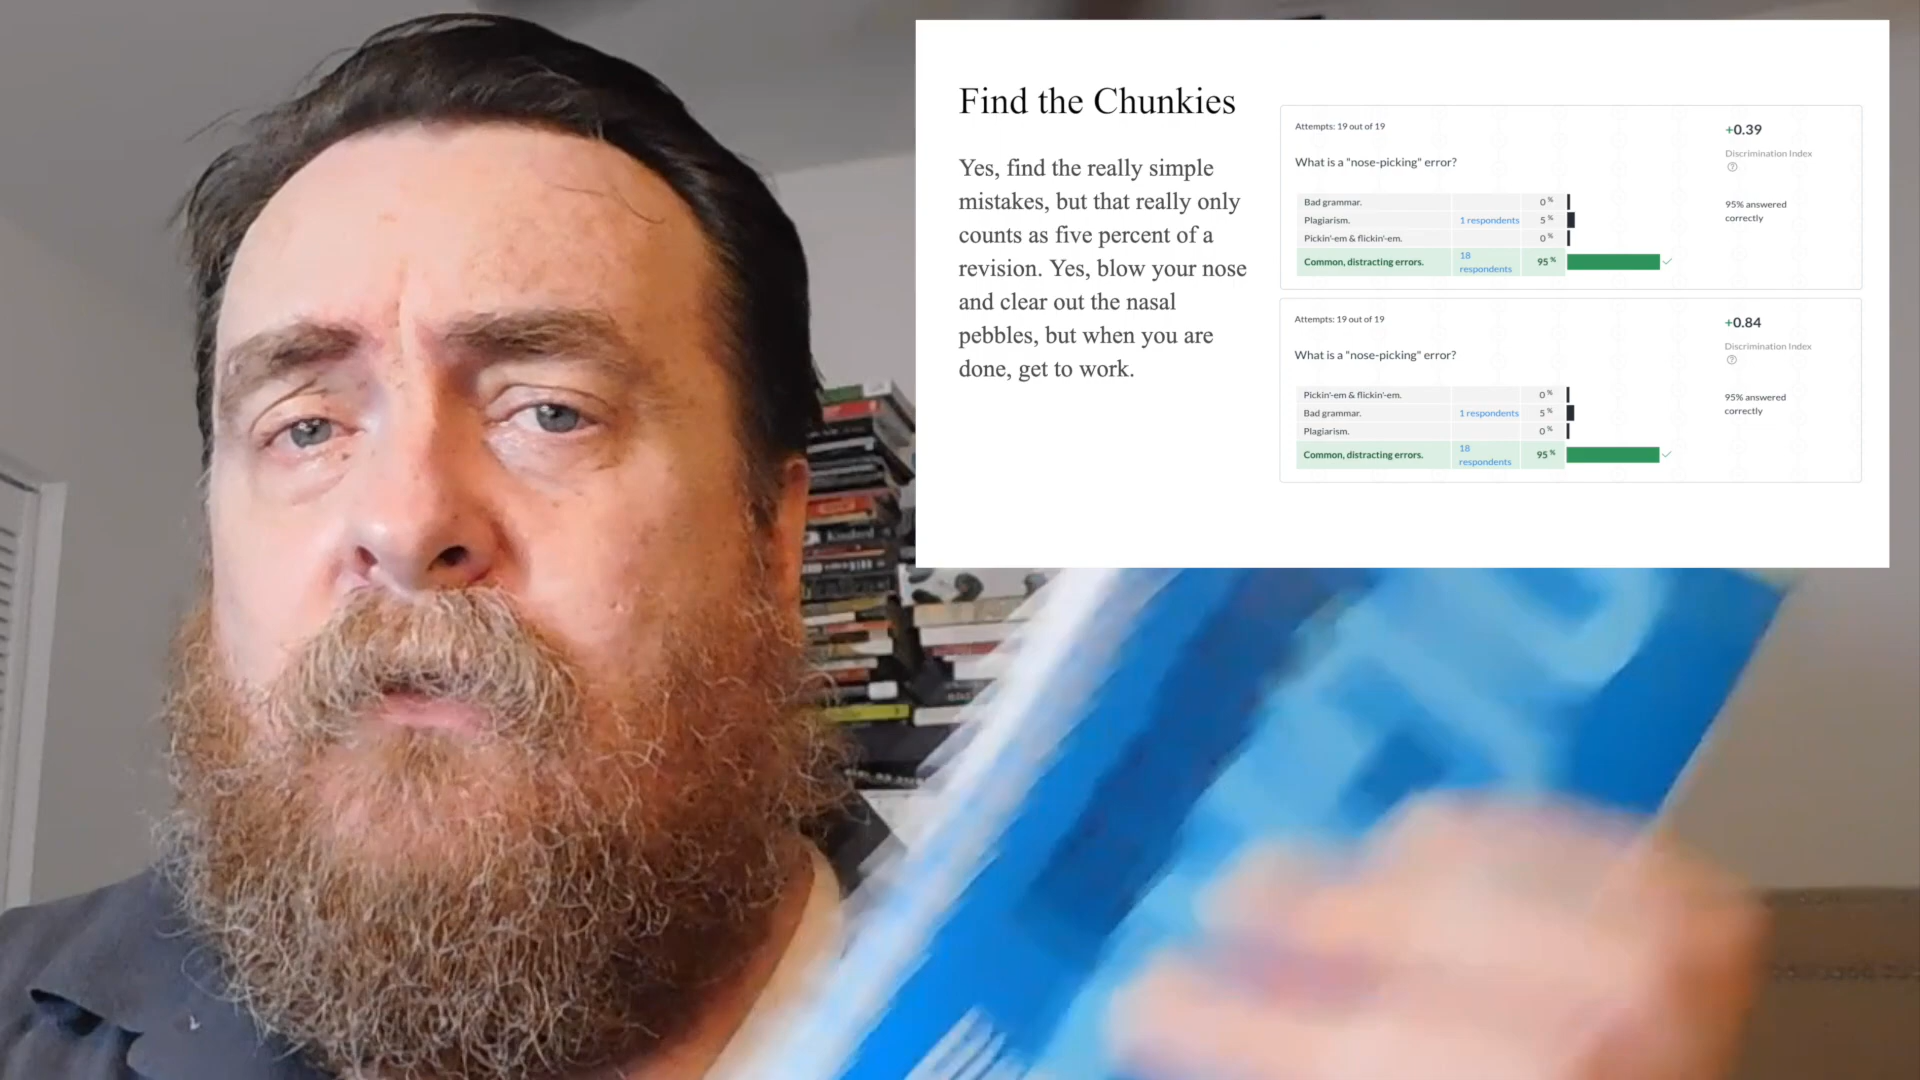 Find the Chunkies
Yes, find the really simple
mistakes, but that really only
counts as five percent of a
revision. Yes, blow your nose
and clear out the nasal
pebbles, but when you are
done, get to work.
Attempts: 19 out of 19
What is a "nose-picking" error?
Bad grammar. 0 %
Plagiarism. 1 respondents 5 %
Pickin'-em & flickin'-em. 0 %
Common, distracting errors. 18 respondents 95 %
+0.39
Discrimination Index
95% answered
correctly
Attempts: 19 out of 19
What is a "nose-picking" error?
Pickin'-em & flickin'-em. 0 %
Bad grammar. 1 respondents 5 %
Plagiarism. 0 %
Common, distracting errors. 18 respondents 95 %
+0.84
Discrimination Index
95% answered
correctly